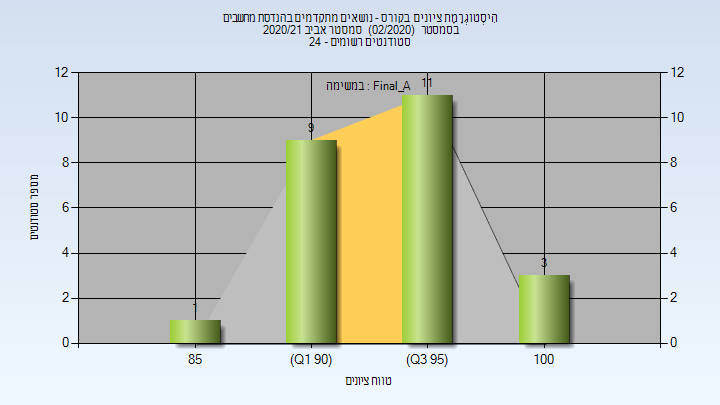 היסטוגרמת ציונים בקורס - נושאים מתקדמים בהנדסת מחשבים
בסמסטר (02/2020) סמסטר אביב 2020/21
סטודנטים רשומים - 24
במשימה : Final_A
12 12
10 10
8 8
6 6
4 4
2 2
0 0
1 9 11 3
מספר סטודנטים
85 (Q1 90) (Q3 95) 100
טווח ציונים